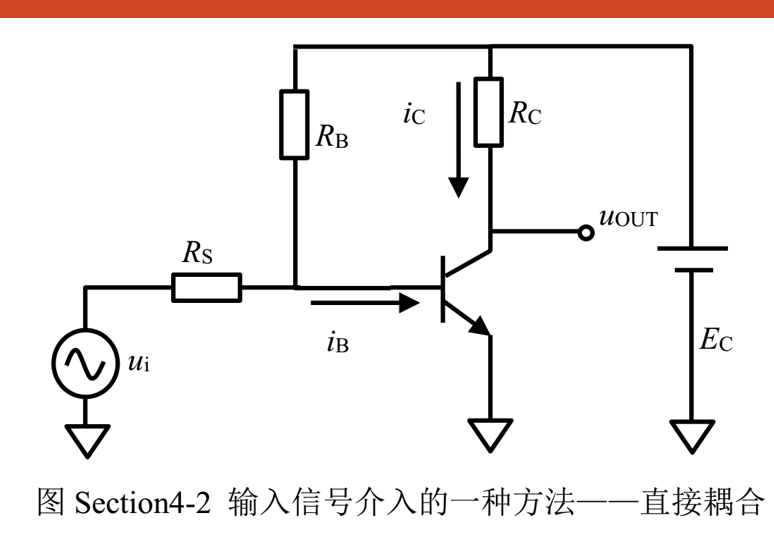 iC
RC
RB
uOUT
RS
iB
ui
EC
图 Section4-2 输入信号介入的一种方法——直接耦合